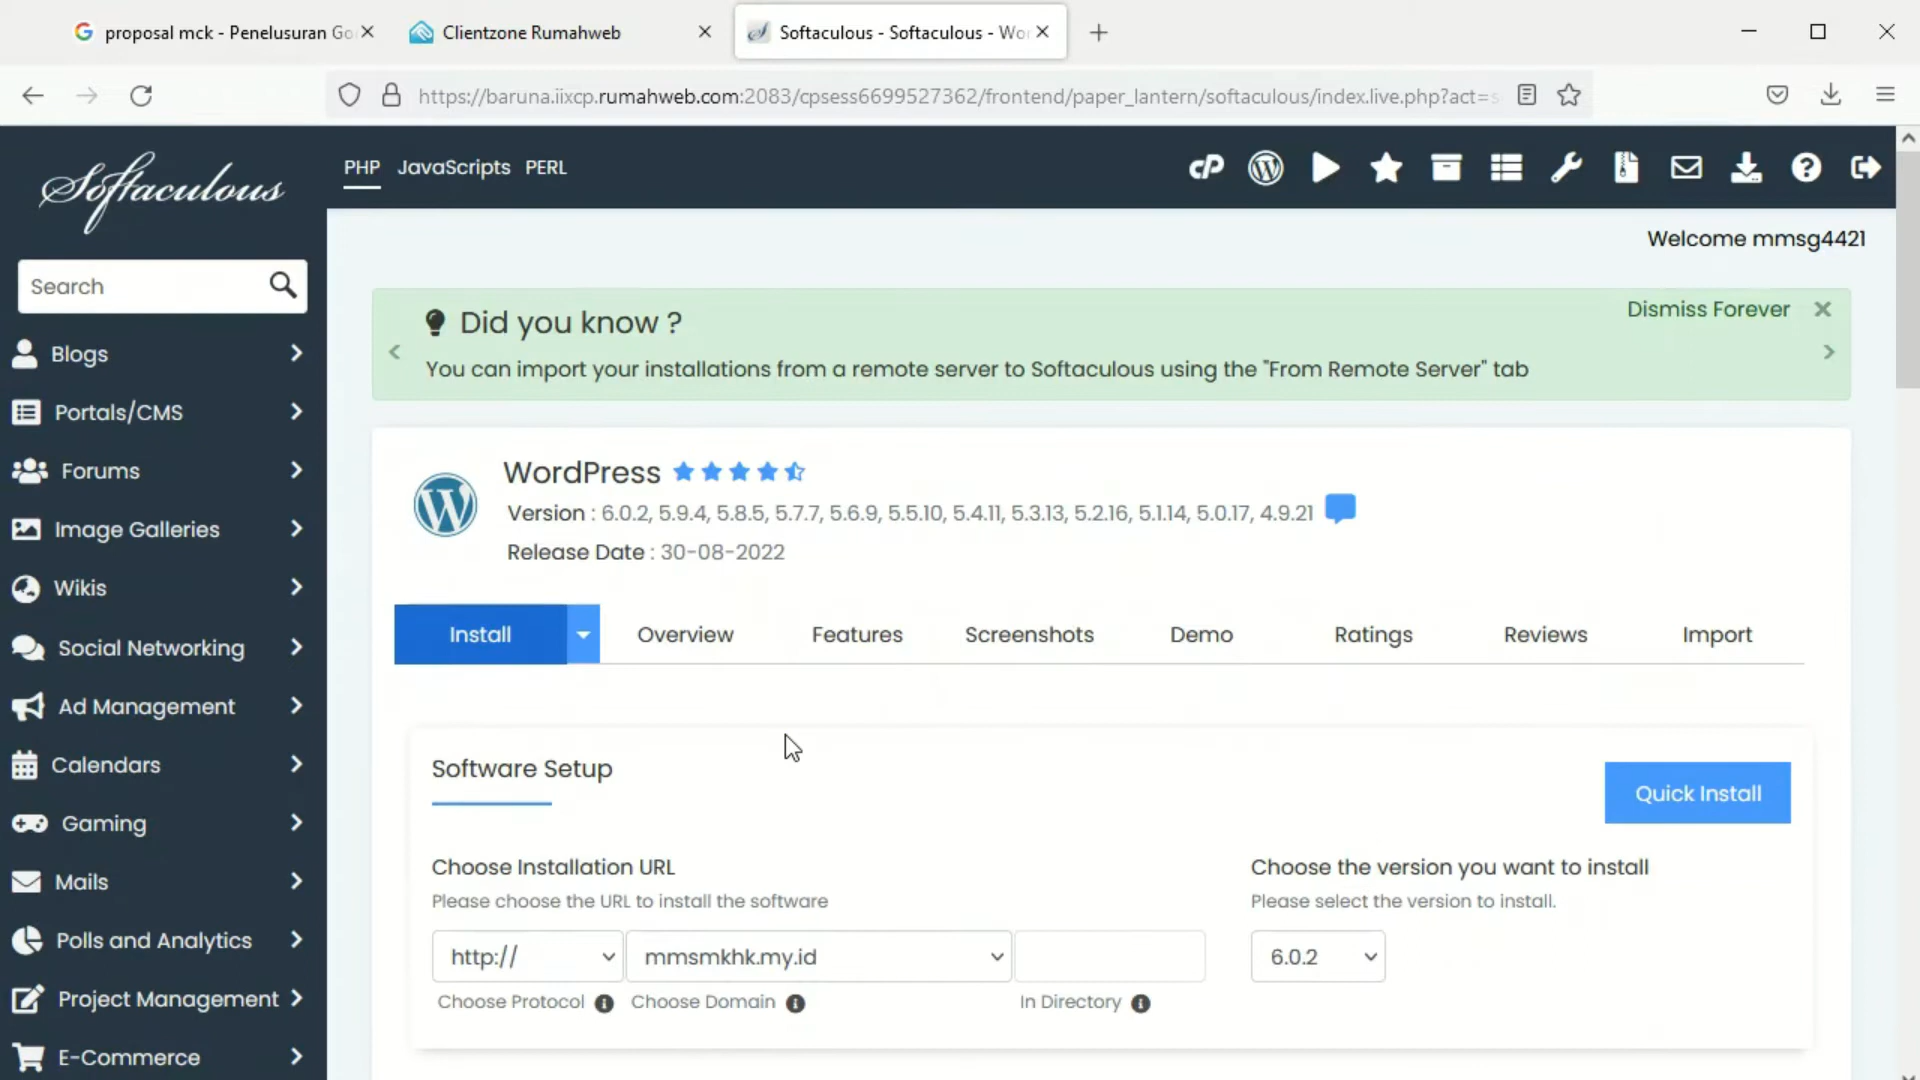 proposal mck - Penelusuran Go
Clientzone Rumahweb
Softaculous - Softaculous - Wor
https://baruna.iixcp.rumahweb.com:2083/cpsess6699527362/frontend/paper_lantern/softaculous/index.live.php?act=s
Softaculous
PHP
JavaScripts
PERL
cP
Welcome mmsg4421
Search
Blogs
Portals/CMS
Forums
Image Galleries
Wikis
Social Networking
Ad Management
Calendars
Gaming
Mails
Polls and Analytics
Project Management
E-Commerce
Did you know ?
Dismiss Forever
You can import your installations from a remote server to Softaculous using the "From Remote Server" tab
WordPress
Version : 6.0.2, 5.9.4, 5.8.5, 5.7.7, 5.6.9, 5.5.10, 5.4.11, 5.3.13, 5.2.16, 5.1.14, 5.0.17, 4.9.21
Release Date : 30-08-2022
Install
Overview
Features
Screenshots
Demo
Ratings
Reviews
Import
Software Setup
Quick Install
Choose Installation URL
Please choose the URL to install the software
http://
mmsmkhk.my.id
Choose Protocol
Choose Domain
In Directory
Choose the version you want to install
Please select the version to install.
6.0.2